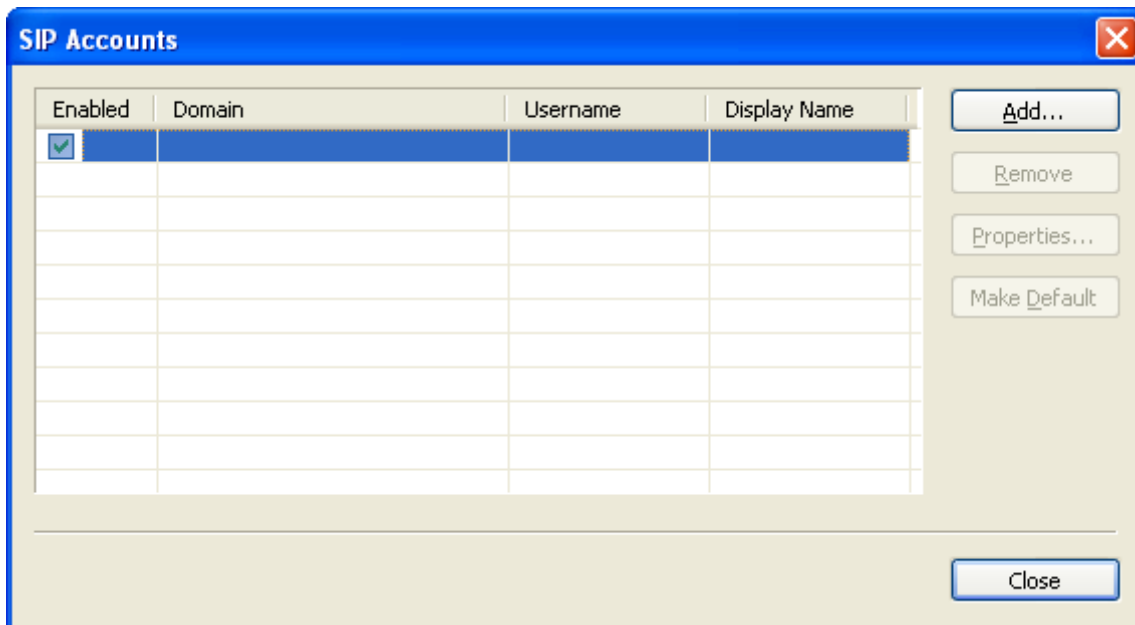 SIP Accounts
Enabled Domain Username Display Name
Add...
Remove
Properties...
Make Default
Close